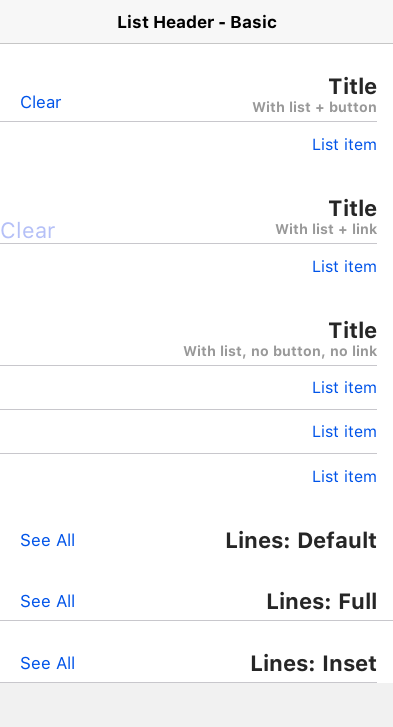 List Header - Basic
Title
With list + button
Clear
List item
Title
With list + link
Clear
List item
Title
With list, no button, no link
List item
List item
List item
Lines: Default
See All
Lines: Full
See All
Lines: Inset
See All